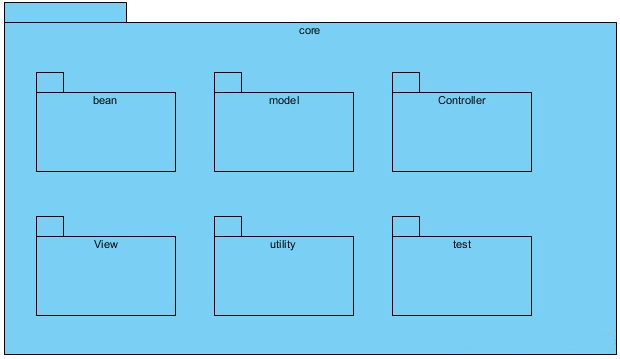 core
bean
model
Controller
View
utility
test